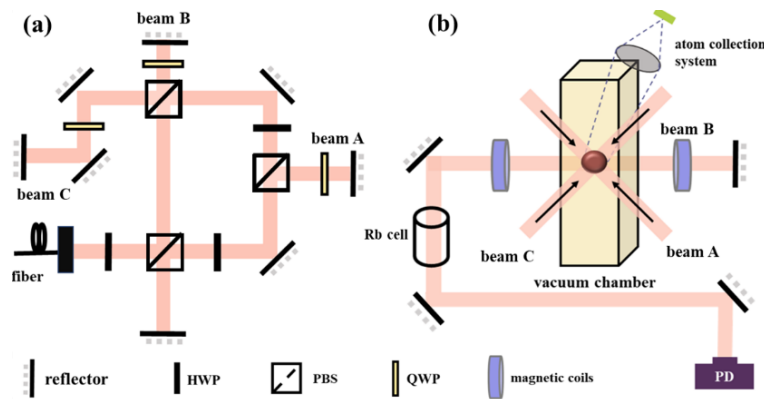 (a)
beam B
beam A
beam C
fiber
(b)
atom collection
system
beam B
Rb cell
beam C
beam A
vacuum chamber
PD
reflector
HWP
PBS
QWP
magnetic coils